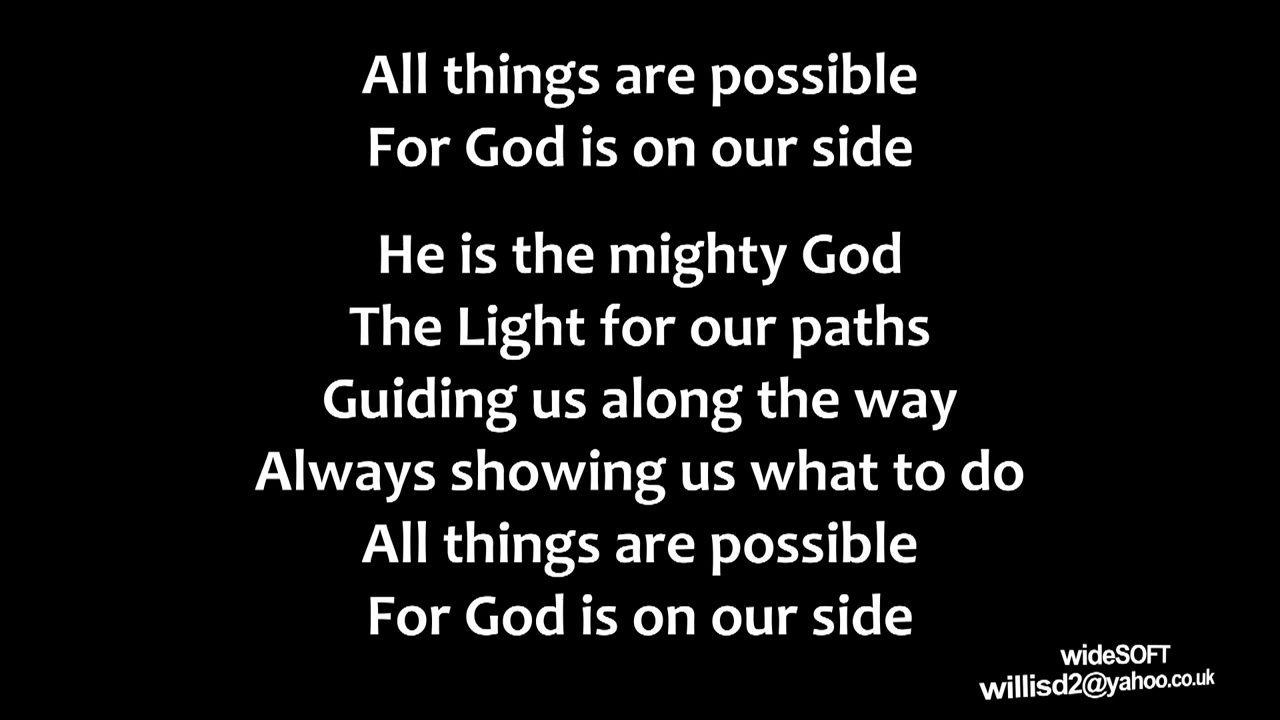 All things are possible
For God is on our side
He is the mighty God
The Light for our paths
Guiding us along the way
Always showing us what to do
All things are possible
For God is on our side
wideSOFT
willisd2@yahoo.co.uk